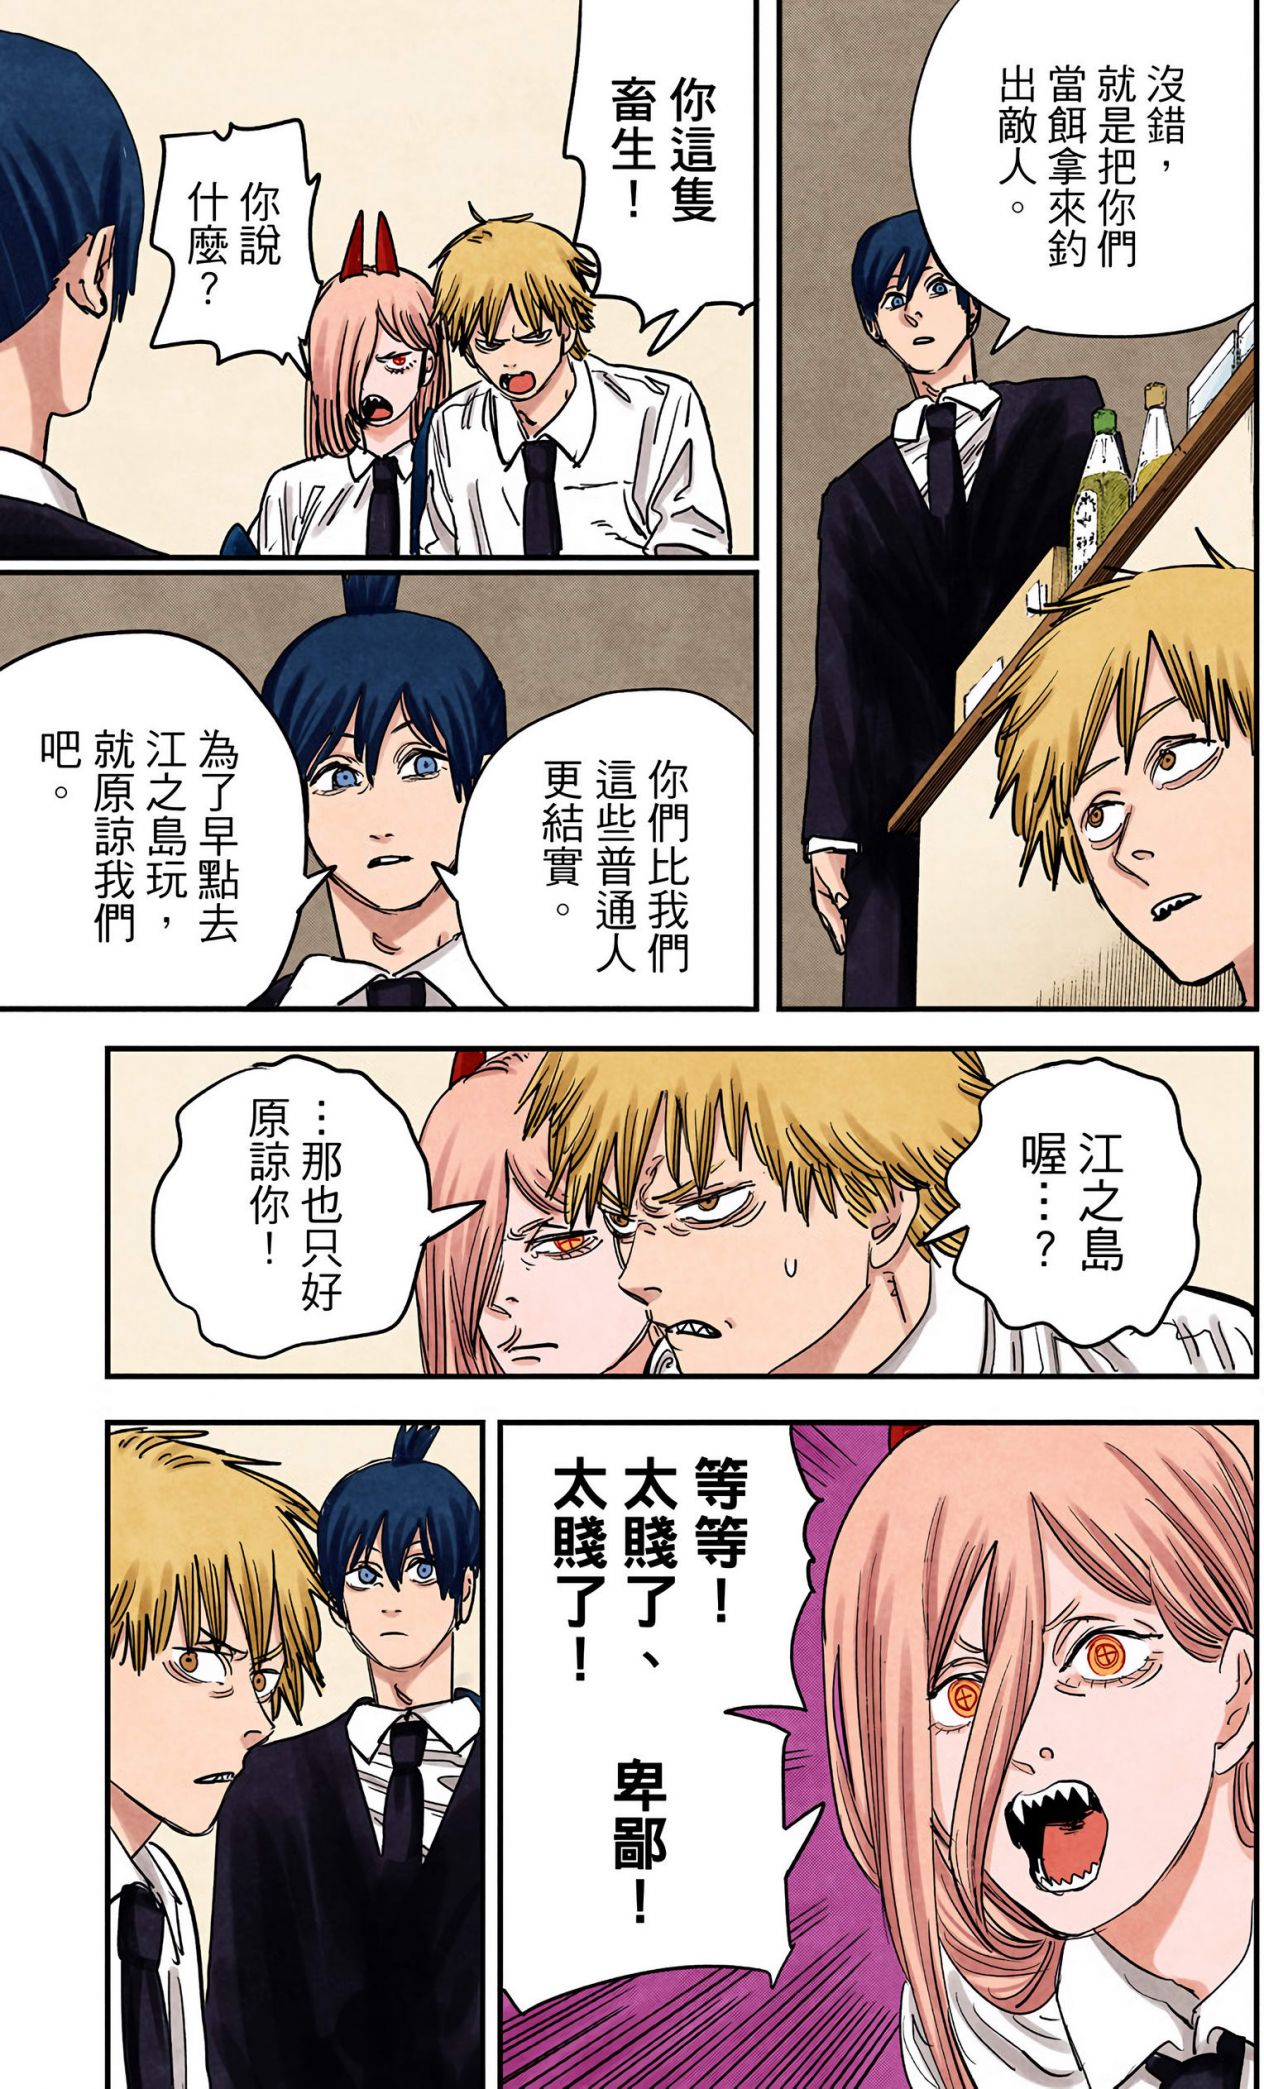 沒錯，
就是把你們
當餌拿來釣
出敵人。
你這隻
畜生！
你說
什麼？
你們比我們
這些普通人
更結實。
為了早點去
江之島玩，
就原諒我們
吧。
江之島
喔…？
…那也只好
原諒你！
等等！
太賤了、
太賤了！
卑鄙！